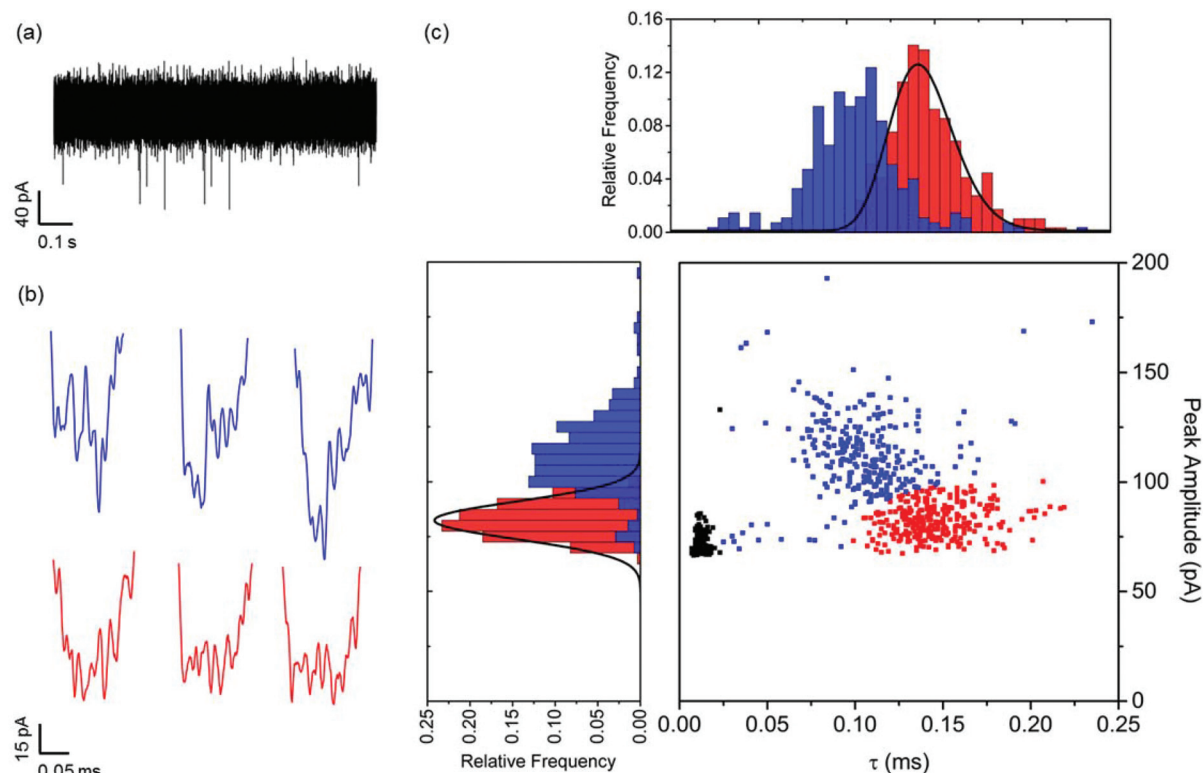 (a)
40 pA
0.1 s
(b)
15 pA
0.05 ms
(c)
0.16
0.12
0.08
0.04
0.00
Relative Frequency
0.25
0.20
0.15
0.10
0.05
0.00
Relative Frequency
200
150
100
50
0
Peak Amplitude (pA)
0.00 0.05 0.10 0.15 0.20 0.25
τ (ms)